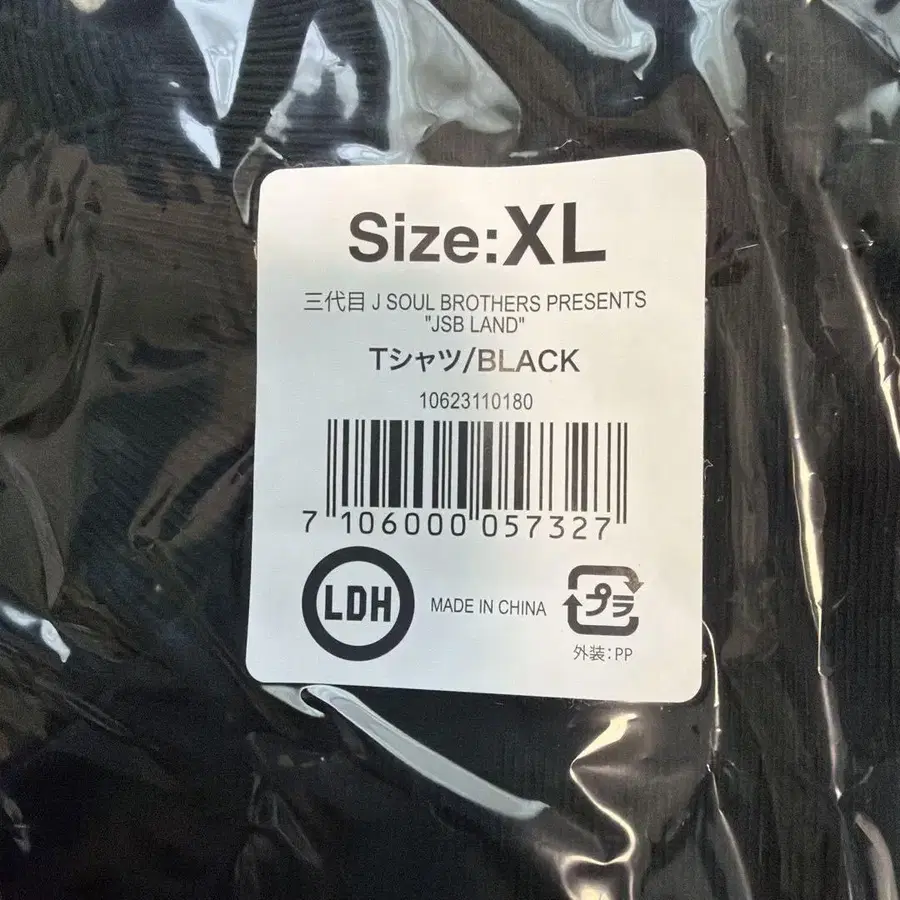 Size:XL
三代目 J SOUL BROTHERS PRESENTS
"JSB LAND"
Tシャツ/BLACK
10623110180
7 106000 057327
LDH
MADE IN CHINA
プラ
外装:PP